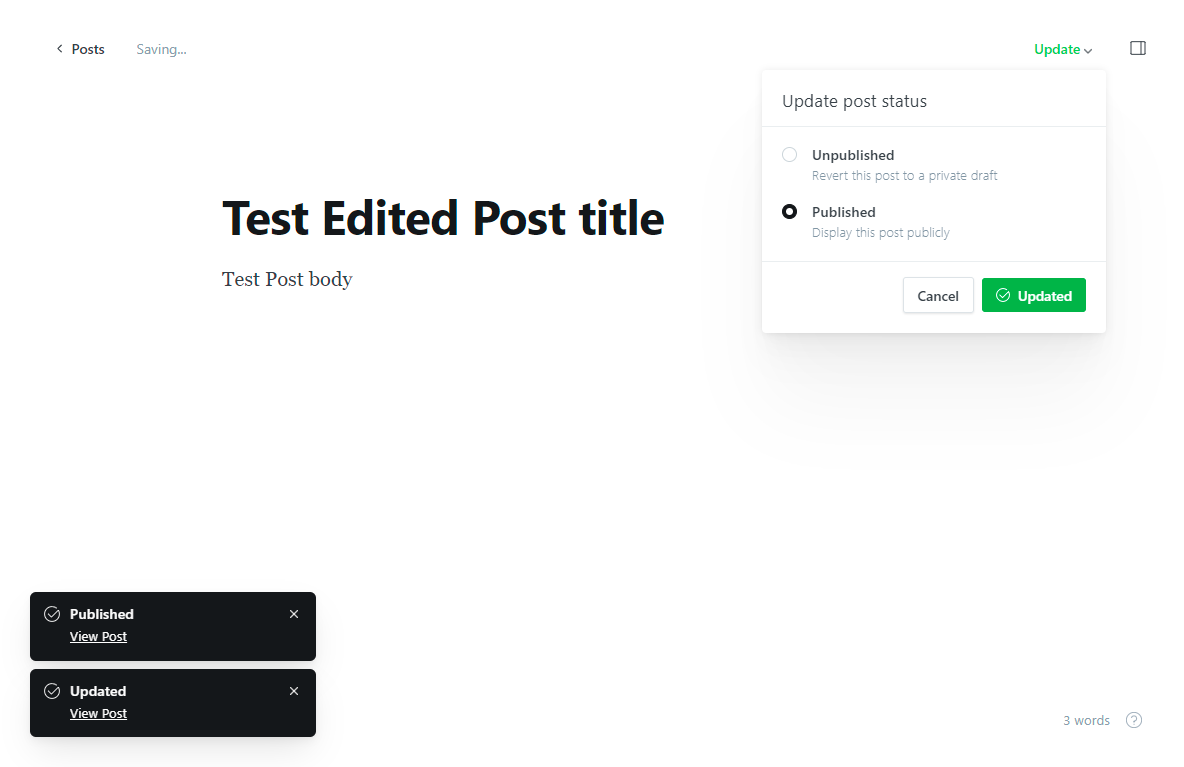 Posts
Saving...
Update
Update post status
Unpublished
Revert this post to a private draft
Published
Display this post publicly
Cancel
Updated
Test Edited Post title
Test Post body
Published
View Post
Updated
View Post
3 words
?